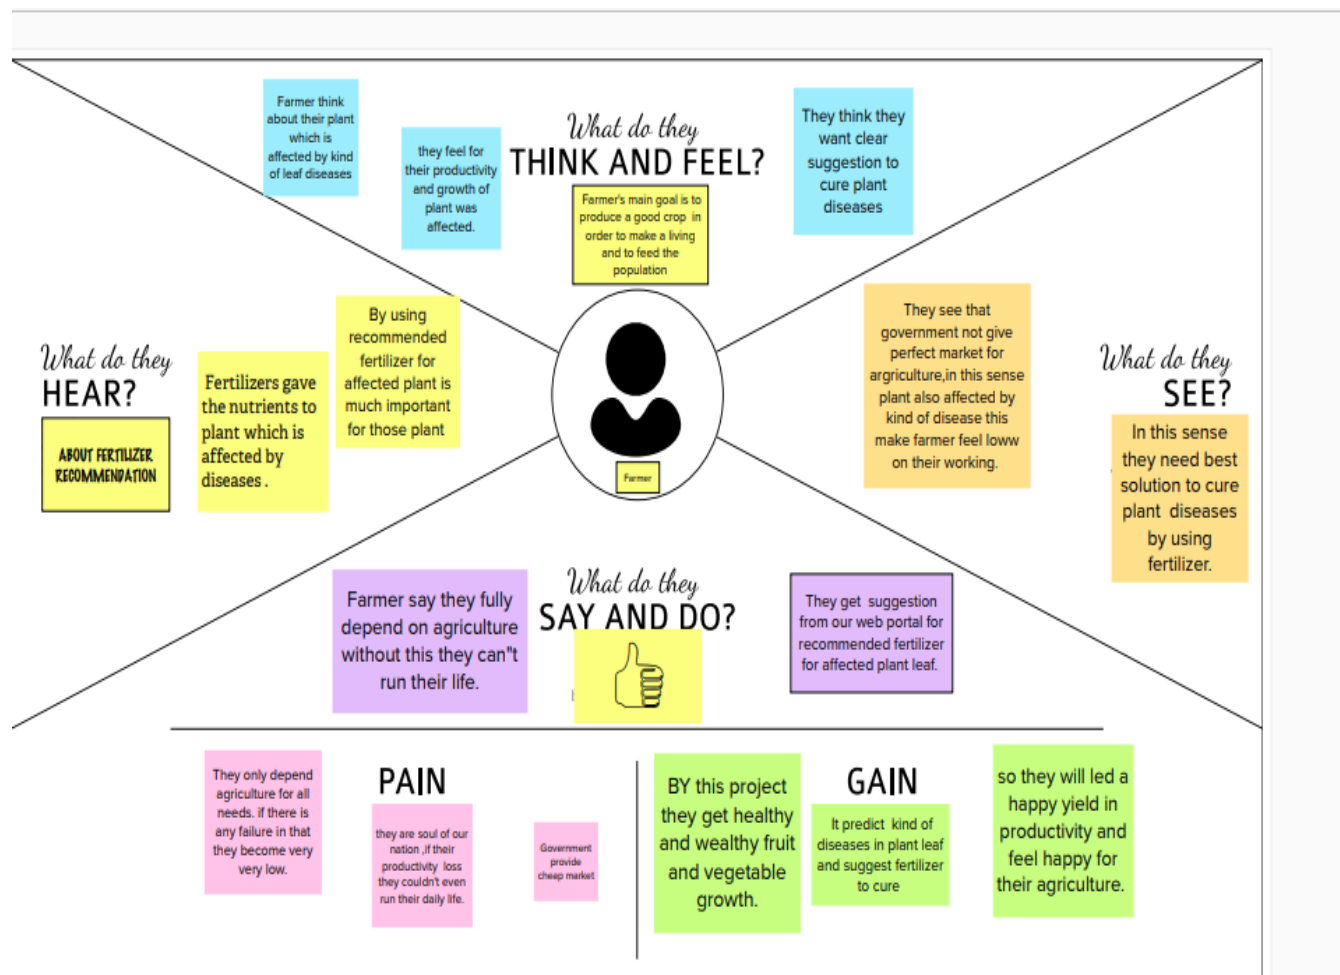 Farmer think
about their plant
which is
affected by kind
of leaf diseases
they feel for
their productivity
and growth of
plant was
affected.
What do they
THINK AND FEEL?
Farmer's main goal is to
produce a good crop in
order to make a living
and to feed the
population
They think they
want clear
suggestion to
cure plant
diseases
What do they
HEAR?
ABOUT FERTILIZER
RECOMMENDATION
Fertilizers gave
the nutrients to
plant which is
affected by
diseases .
By using
recommended
fertilizer for
affected plant is
much important
for those plant
Farmer
They see that
government not give
perfect market for
argriculture,in this sense
plant also affected by
kind of disease this
make farmer feel loww
on their working.
What do they
SEE?
In this sense
they need best
solution to cure
plant diseases
by using
fertilizer.
Farmer say they fully
depend on agriculture
without this they can"t
run their life.
What do they
SAY AND DO?
They get suggestion
from our web portal for
recommended fertilizer
for affected plant leaf.
They only depend
agriculture for all
needs. if there is
any failure in that
they become very
very low.
PAIN
they are soul of our
nation ,if their
productivity loss
they couldn't even
run their daily life.
Government
provide
cheap market
BY this project
they get healthy
and wealthy fruit
and vegetable
growth.
GAIN
It predict kind of
diseases in plant leaf
and suggest fertilizer
to cure
so they will led a
happy yield in
productivity and
feel happy for
their agriculture.